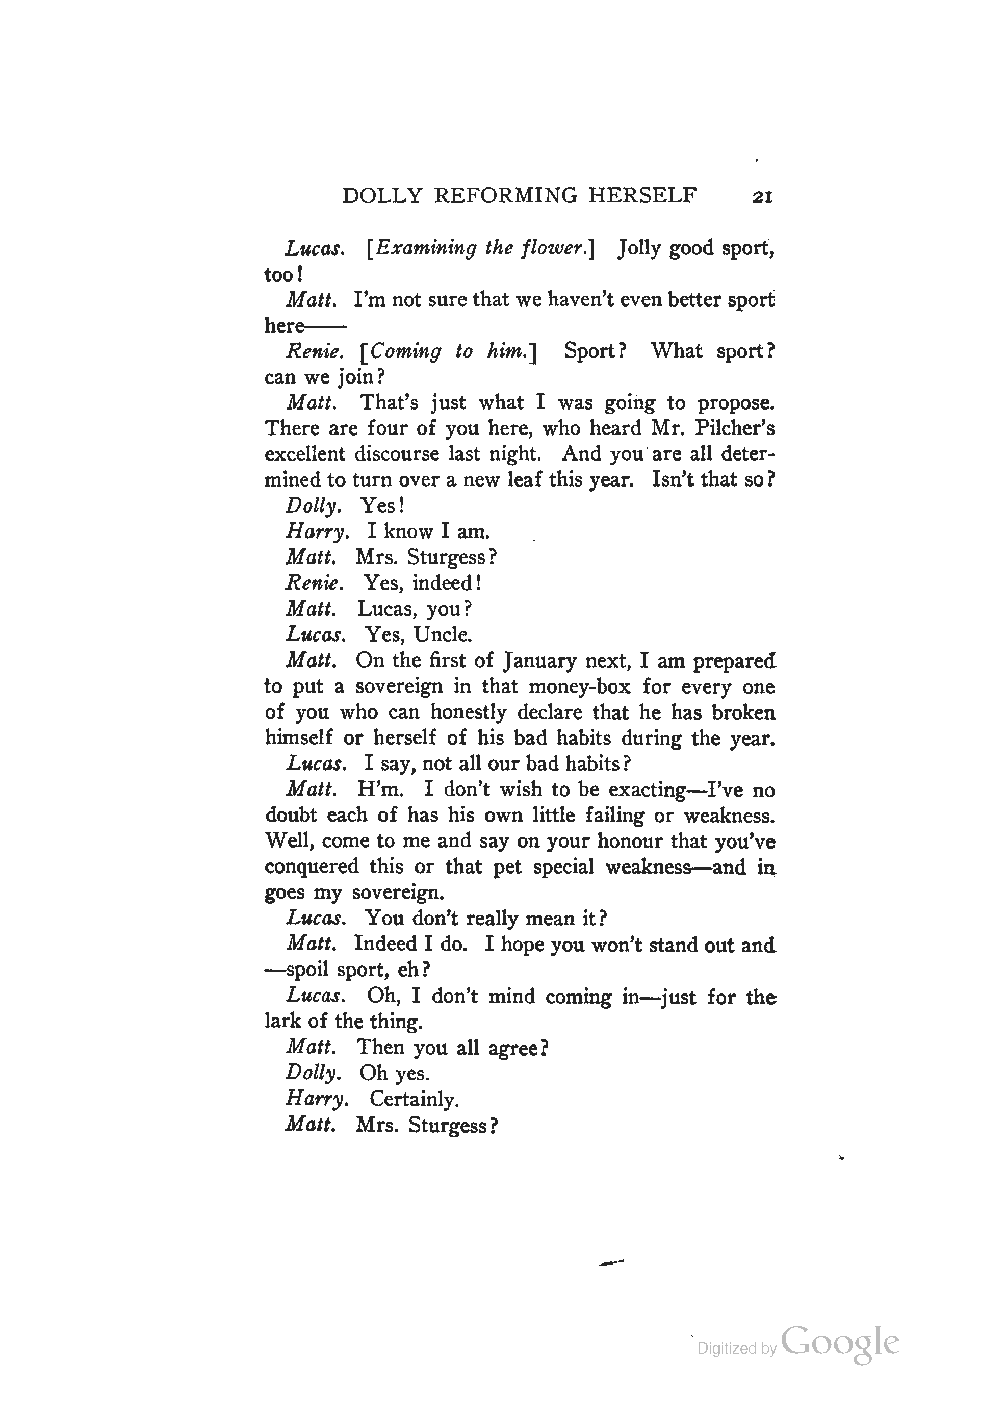 DOLLY REFORMING HERSELF 21
Lucas. [Examining the flower.] Jolly good sport,
too!
Matt. I'm not sure that we haven't even better sport
here——
Renie. [Coming to him.] Sport? What sport?
can we join?
Matt. That's just what I was going to propose.
There are four of you here, who heard Mr. Pilcher's
excellent discourse last night. And you are all deter-
mined to turn over a new leaf this year. Isn't that so?
Dolly. Yes!
Harry. I know I am.
Matt. Mrs. Sturgess?
Renie. Yes, indeed!
Matt. Lucas, you?
Lucas. Yes, Uncle.
Matt. On the first of January next, I am prepared
to put a sovereign in that money-box for every one
of you who can honestly declare that he has broken
himself or herself of his bad habits during the year.
Lucas. I say, not all our bad habits?
Matt. H'm. I don't wish to be exacting—I've no
doubt each of has his own little failing or weakness.
Well, come to me and say on your honour that you've
conquered this or that pet special weakness—and in
goes my sovereign.
Lucas. You don't really mean it?
Matt. Indeed I do. I hope you won't stand out and
—spoil sport, eh?
Lucas. Oh, I don't mind coming in—just for the
lark of the thing.
Matt. Then you all agree?
Dolly. Oh yes.
Harry. Certainly.
Matt. Mrs. Sturgess?
Digitized by Google